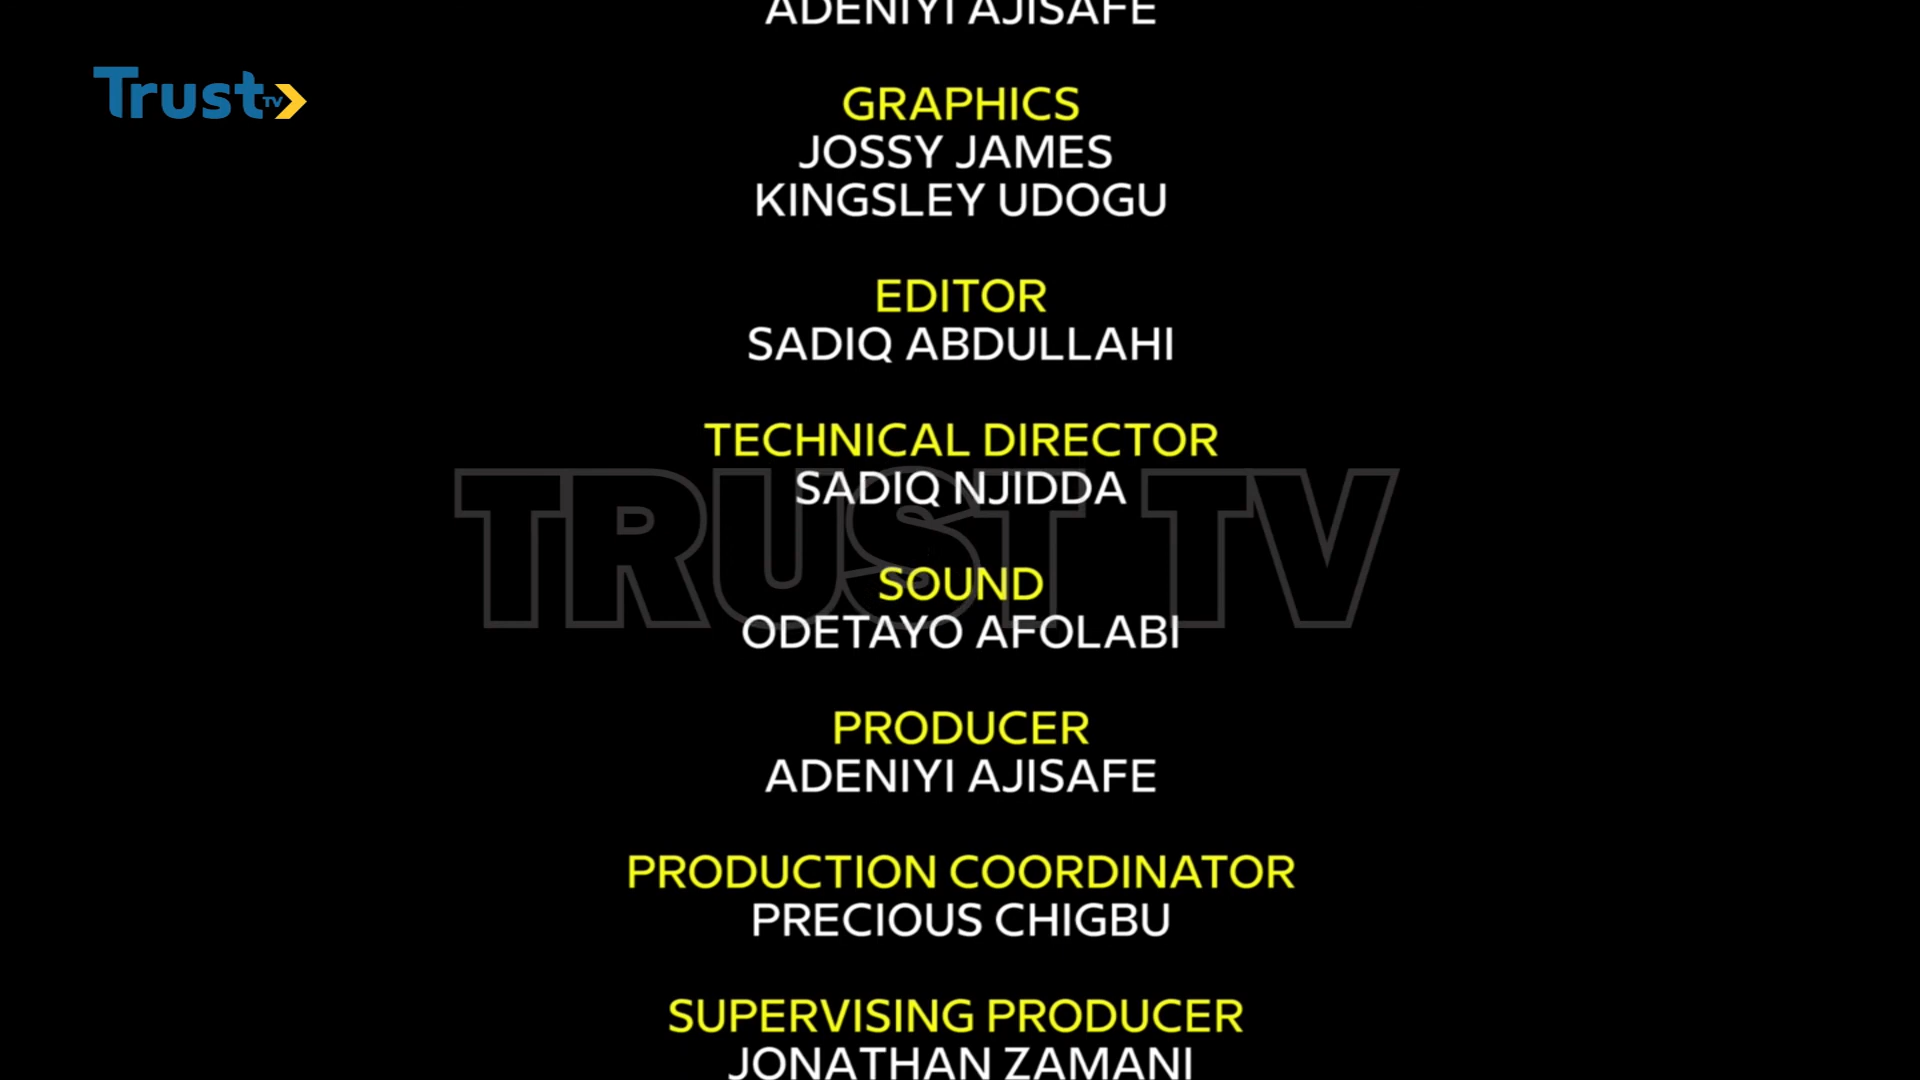 ADENIYI AJISAFE
Trust TV
GRAPHICS
JOSSY JAMES
KINGSLEY UDOGU
EDITOR
SADIQ ABDULLAHI
TECHNICAL DIRECTOR
SADIQ NJIDDA
TRUST TV
SOUND
ODETAYO AFOLABI
PRODUCER
ADENIYI AJISAFE
PRODUCTION COORDINATOR
PRECIOUS CHIGBU
SUPERVISING PRODUCER
JONATHAN ZAMANI